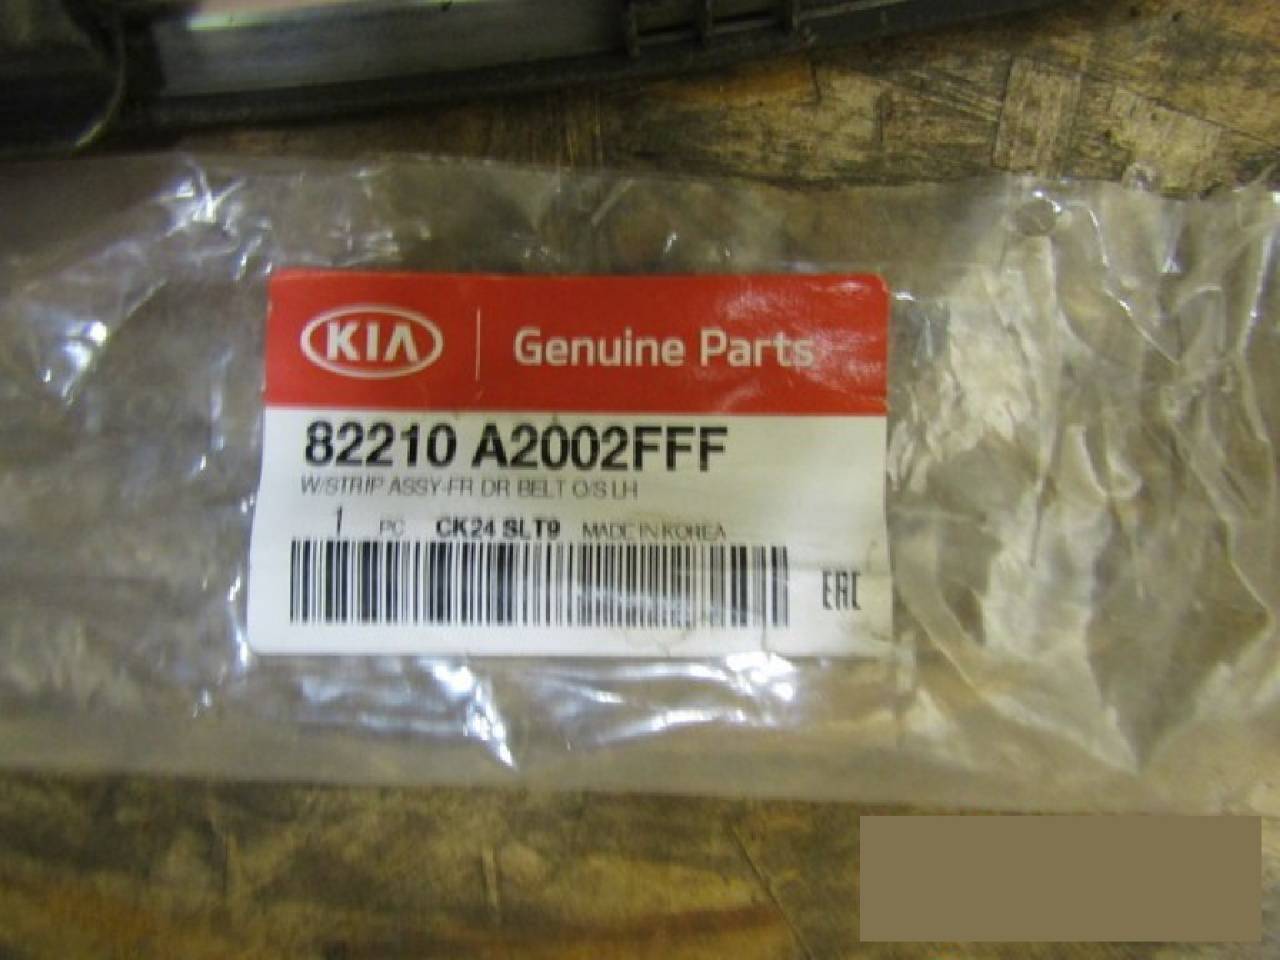 KIA Genuine Parts
82210 A2002FFF
W/STRIP ASSY-FR DR BELT O/S LH
1 PC CK24 SLT9 MADE IN KOREA
EAC